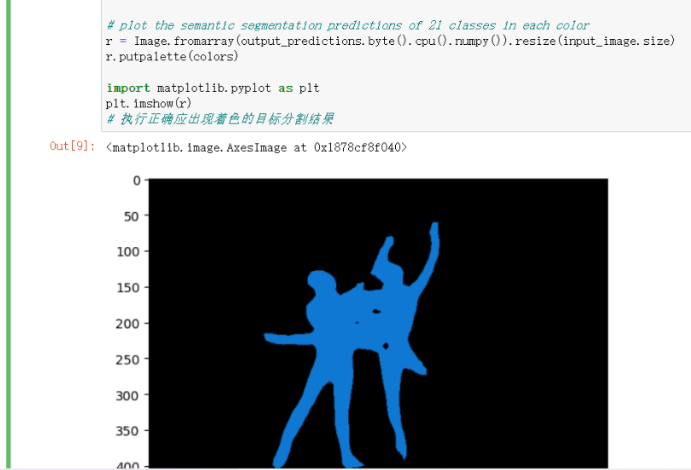 # plot the semantic segmentation predictions of 21 classes in each color
r = Image.fromarray(output_predictions.byte().cpu().numpy()).resize(input_image.size)
r.putpalette(colors)
import matplotlib.pyplot as plt
plt.imshow(r)
# 执行正确应出现着色的目标分割结果
Out[9]: <matplotlib.image.AxesImage at 0x1878cf8f040>
0
50
100
150
200
250
300
350
400